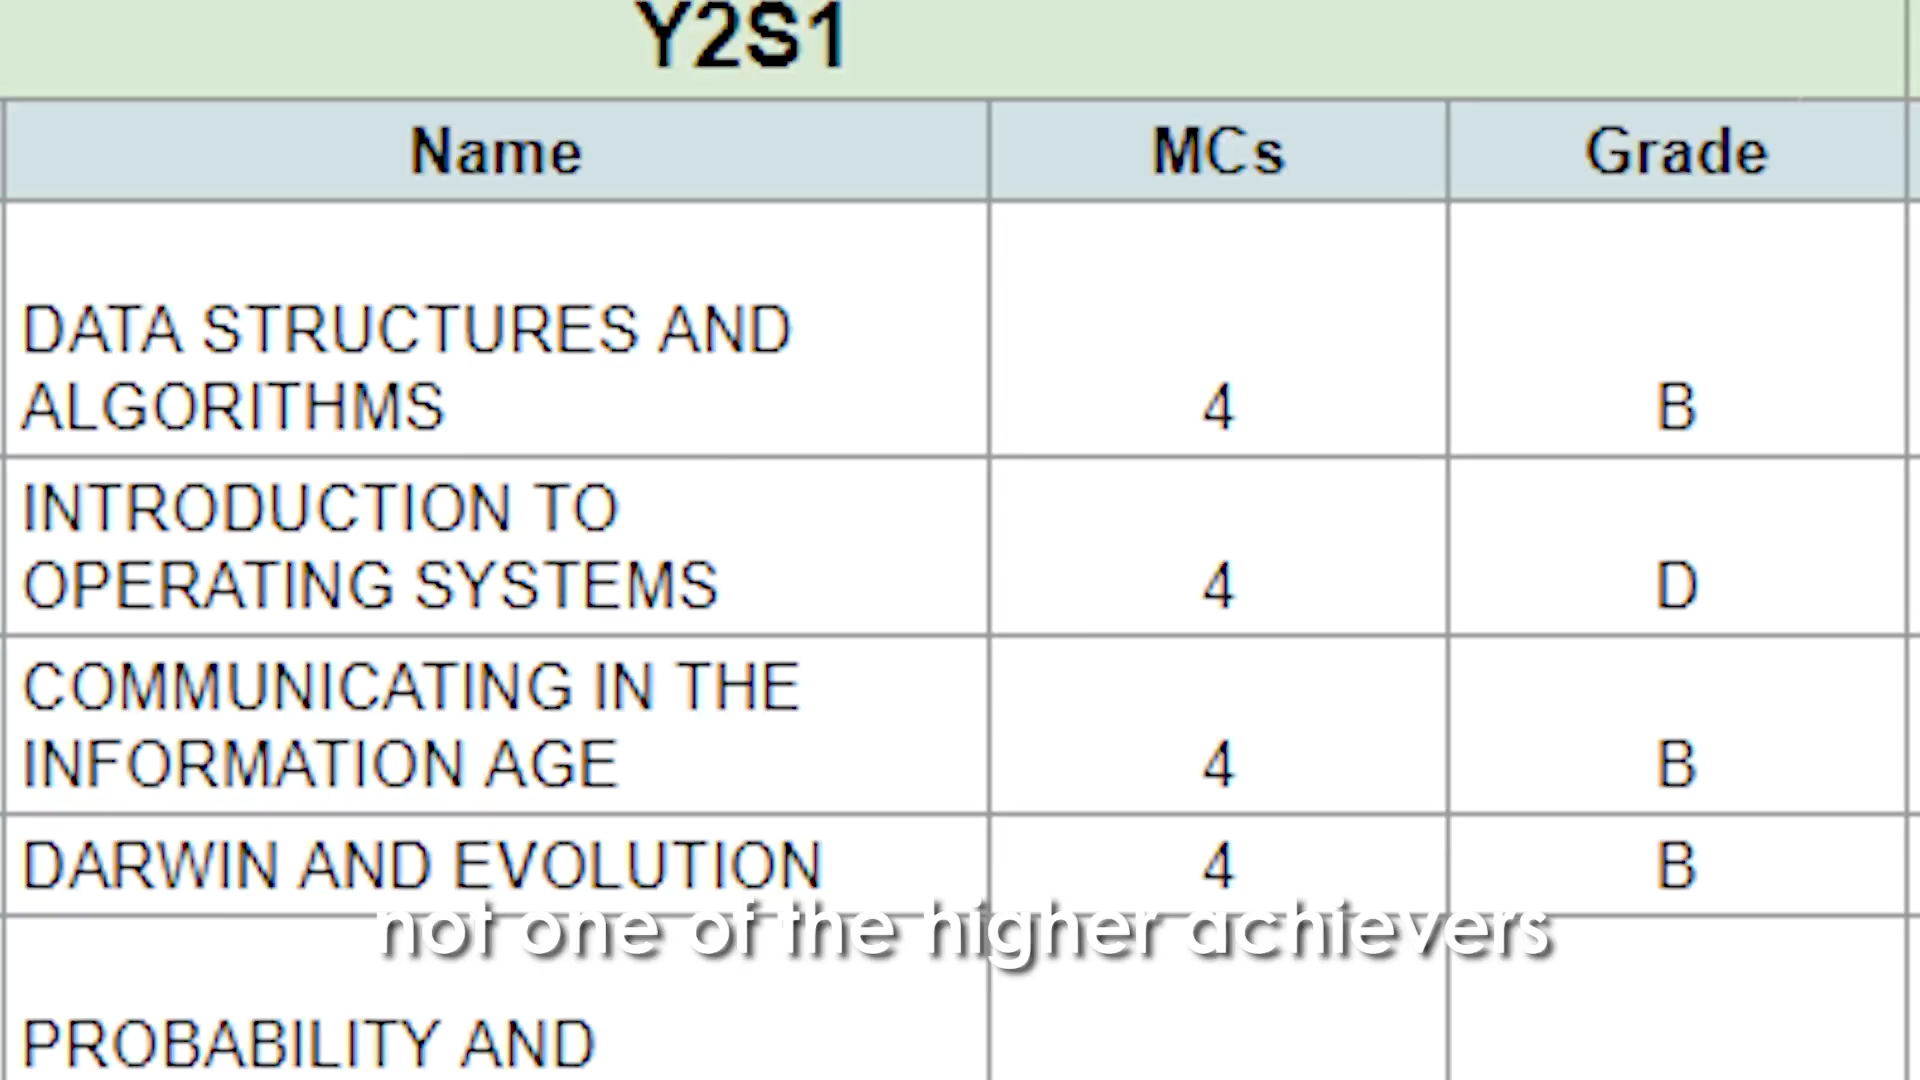 Y2S1
Name MCs Grade
DATA STRUCTURES AND
ALGORITHMS 4 B
INTRODUCTION TO
OPERATING SYSTEMS 4 D
COMMUNICATING IN THE
INFORMATION AGE 4 B
DARWIN AND EVOLUTION 4 B
not one of the higher achievers
PROBABILITY AND